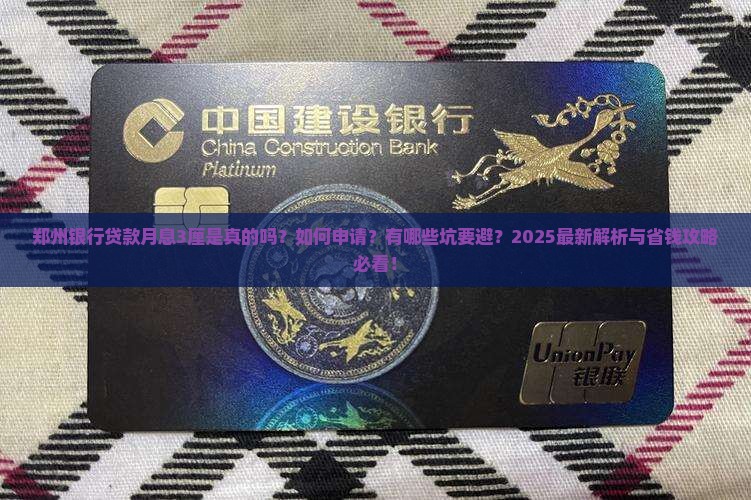 中国建设银行
China Construction Bank
Platinum
郑州银行贷款月息3厘是真的吗？如何申请？有哪些坑要避？2025最新解析与省钱攻略
必看！
UnionPay
银联